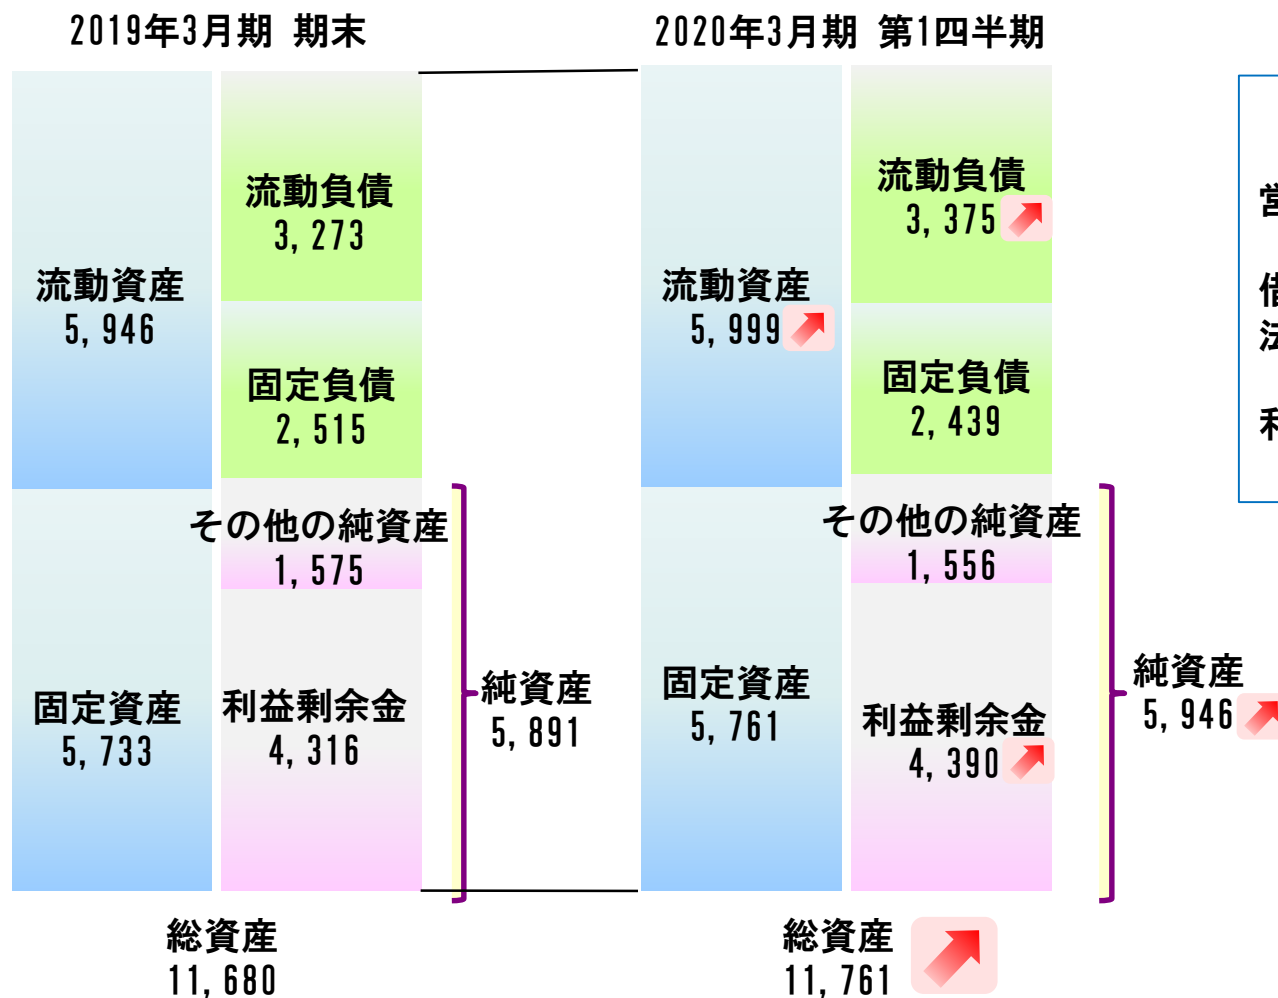 2019年3月期 期末
流動資産
5,946
固定資産
5,733
流動負債
3,273
固定負債
2,515
その他の純資産
1,575
利益剰余金
4,316
純資産
5,891
総資産
11,680
2020年3月期 第1四半期
流動資産
5,999
固定資産
5,761
流動負債
3,375
固定負債
2,439
その他の純資産
1,556
利益剰余金
4,390
純資産
5,946
総資産
11,761